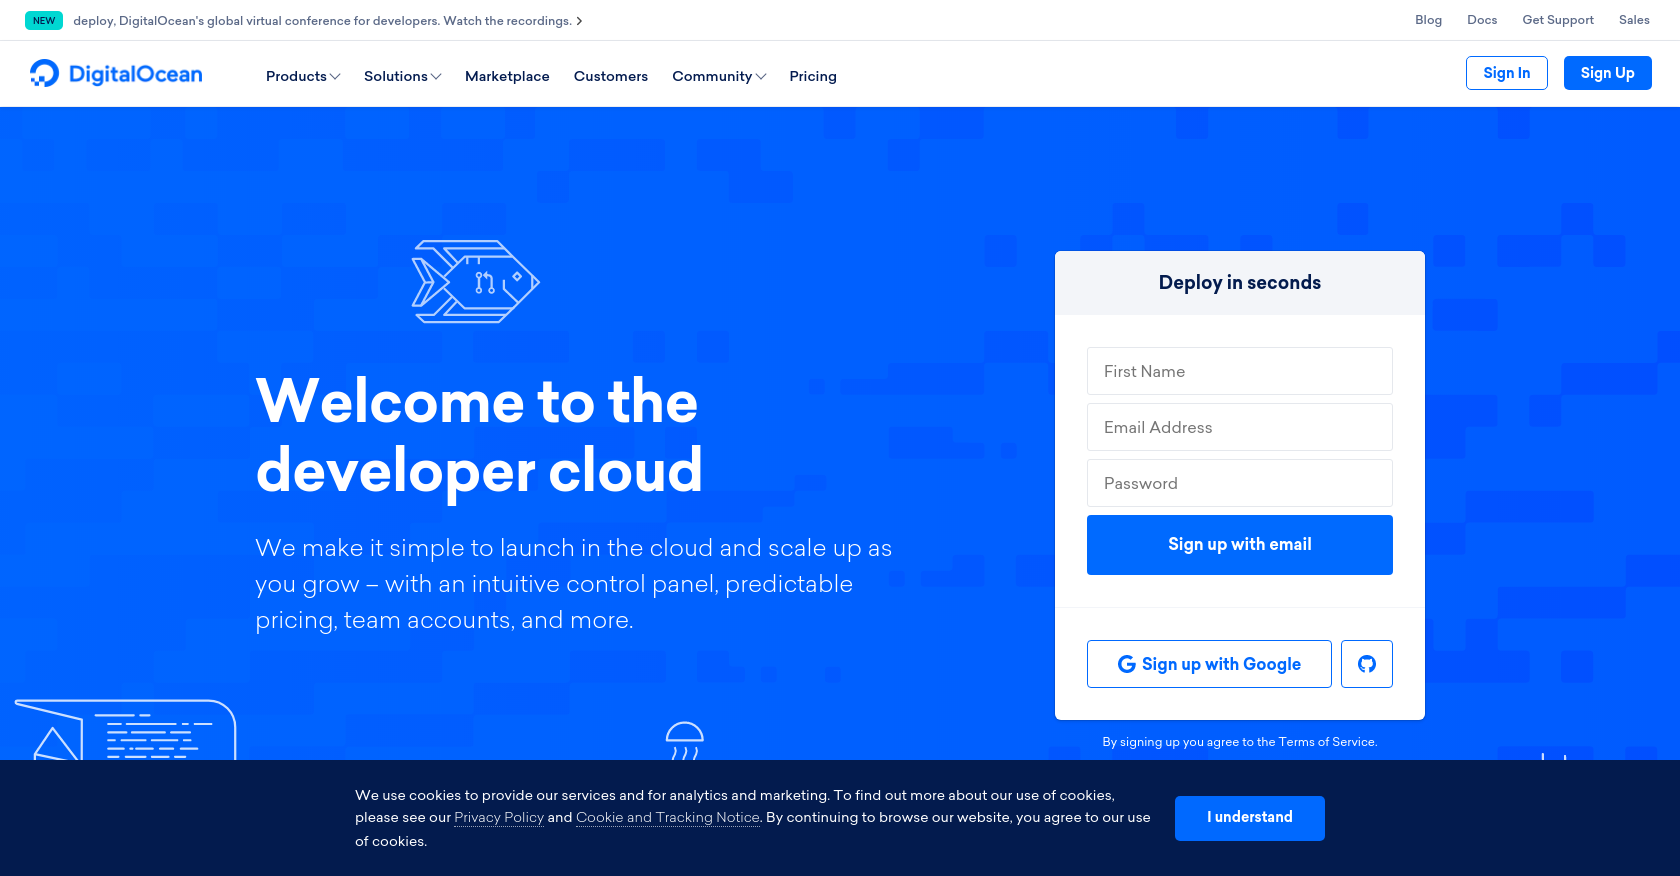 NEW deploy, DigitalOcean's global virtual conference for developers. Watch the recordings.
Blog Docs Get Support Sales
DigitalOcean Products Solutions Marketplace Customers Community Pricing Sign In Sign Up
Welcome to the
developer cloud
We make it simple to launch in the cloud and scale up as
you grow – with an intuitive control panel, predictable
pricing, team accounts, and more.
Deploy in seconds
First Name
Email Address
Password
Sign up with email
Sign up with Google
By signing up you agree to the Terms of Service.
We use cookies to provide our services and for analytics and marketing. To find out more about our use of cookies,
please see our Privacy Policy and Cookie and Tracking Notice. By continuing to browse our website, you agree to our use
of cookies.
I understand